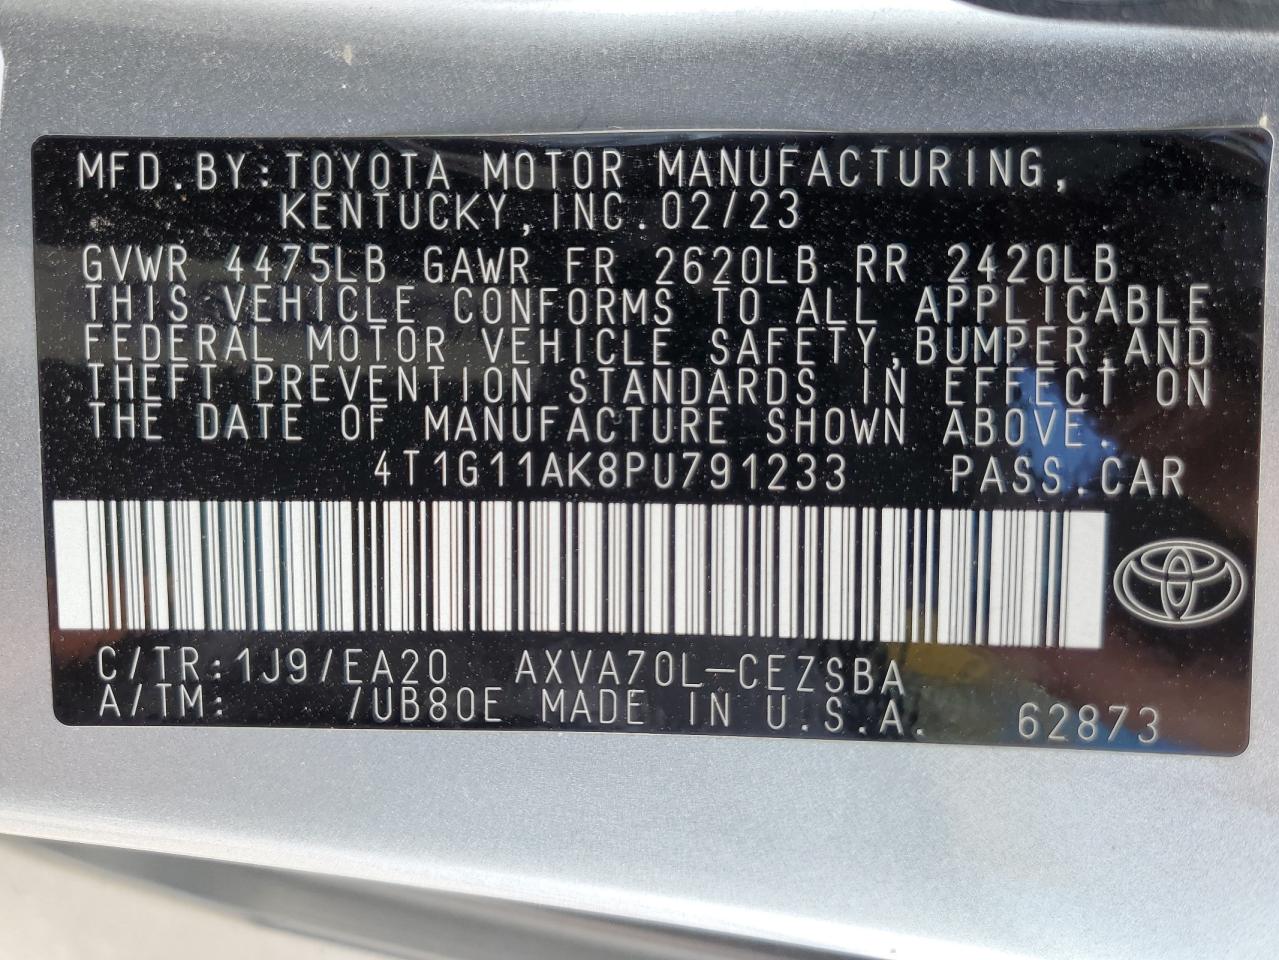 MFD.BY:TOYOTA MOTOR MANUFACTURING,
KENTUCKY,INC.02/23
GVWR 4475LB GAWR FR 2620LB RR 2420LB
THIS VEHICLE CONFORMS TO ALL APPLICABLE
FEDERAL MOTOR VEHICLE SAFETY,BUMPER,AND
THEFT PREVENTION STANDARDS IN EFFECT ON
THE DATE OF MANUFACTURE SHOWN ABOVE.
4T1G11AK8PU791233 PASS.CAR
C/TR:1J9/EA20 AXVA70L-CEZSBA
A/TM: /UB80E MADE IN U.S.A. 62873